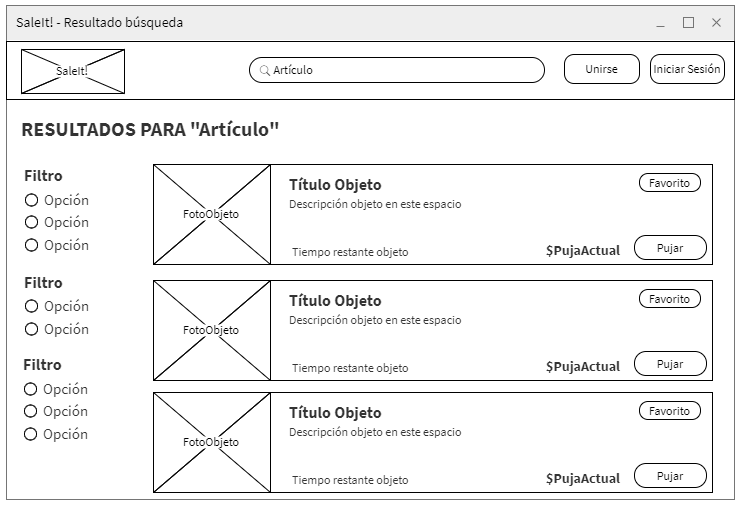 SaleIt! - Resultado búsqueda
SaleIt!
Artículo
Unirse
Iniciar Sesión
RESULTADOS PARA "Artículo"
Filtro
Opción
Opción
Opción
Filtro
Opción
Opción
Filtro
Opción
Opción
Opción
FotoObjeto
Título Objeto
Favorito
Descripción objeto en este espacio
Tiempo restante objeto
$PujaActual
Pujar
FotoObjeto
Título Objeto
Favorito
Descripción objeto en este espacio
Tiempo restante objeto
$PujaActual
Pujar
FotoObjeto
Título Objeto
Favorito
Descripción objeto en este espacio
Tiempo restante objeto
$PujaActual
Pujar